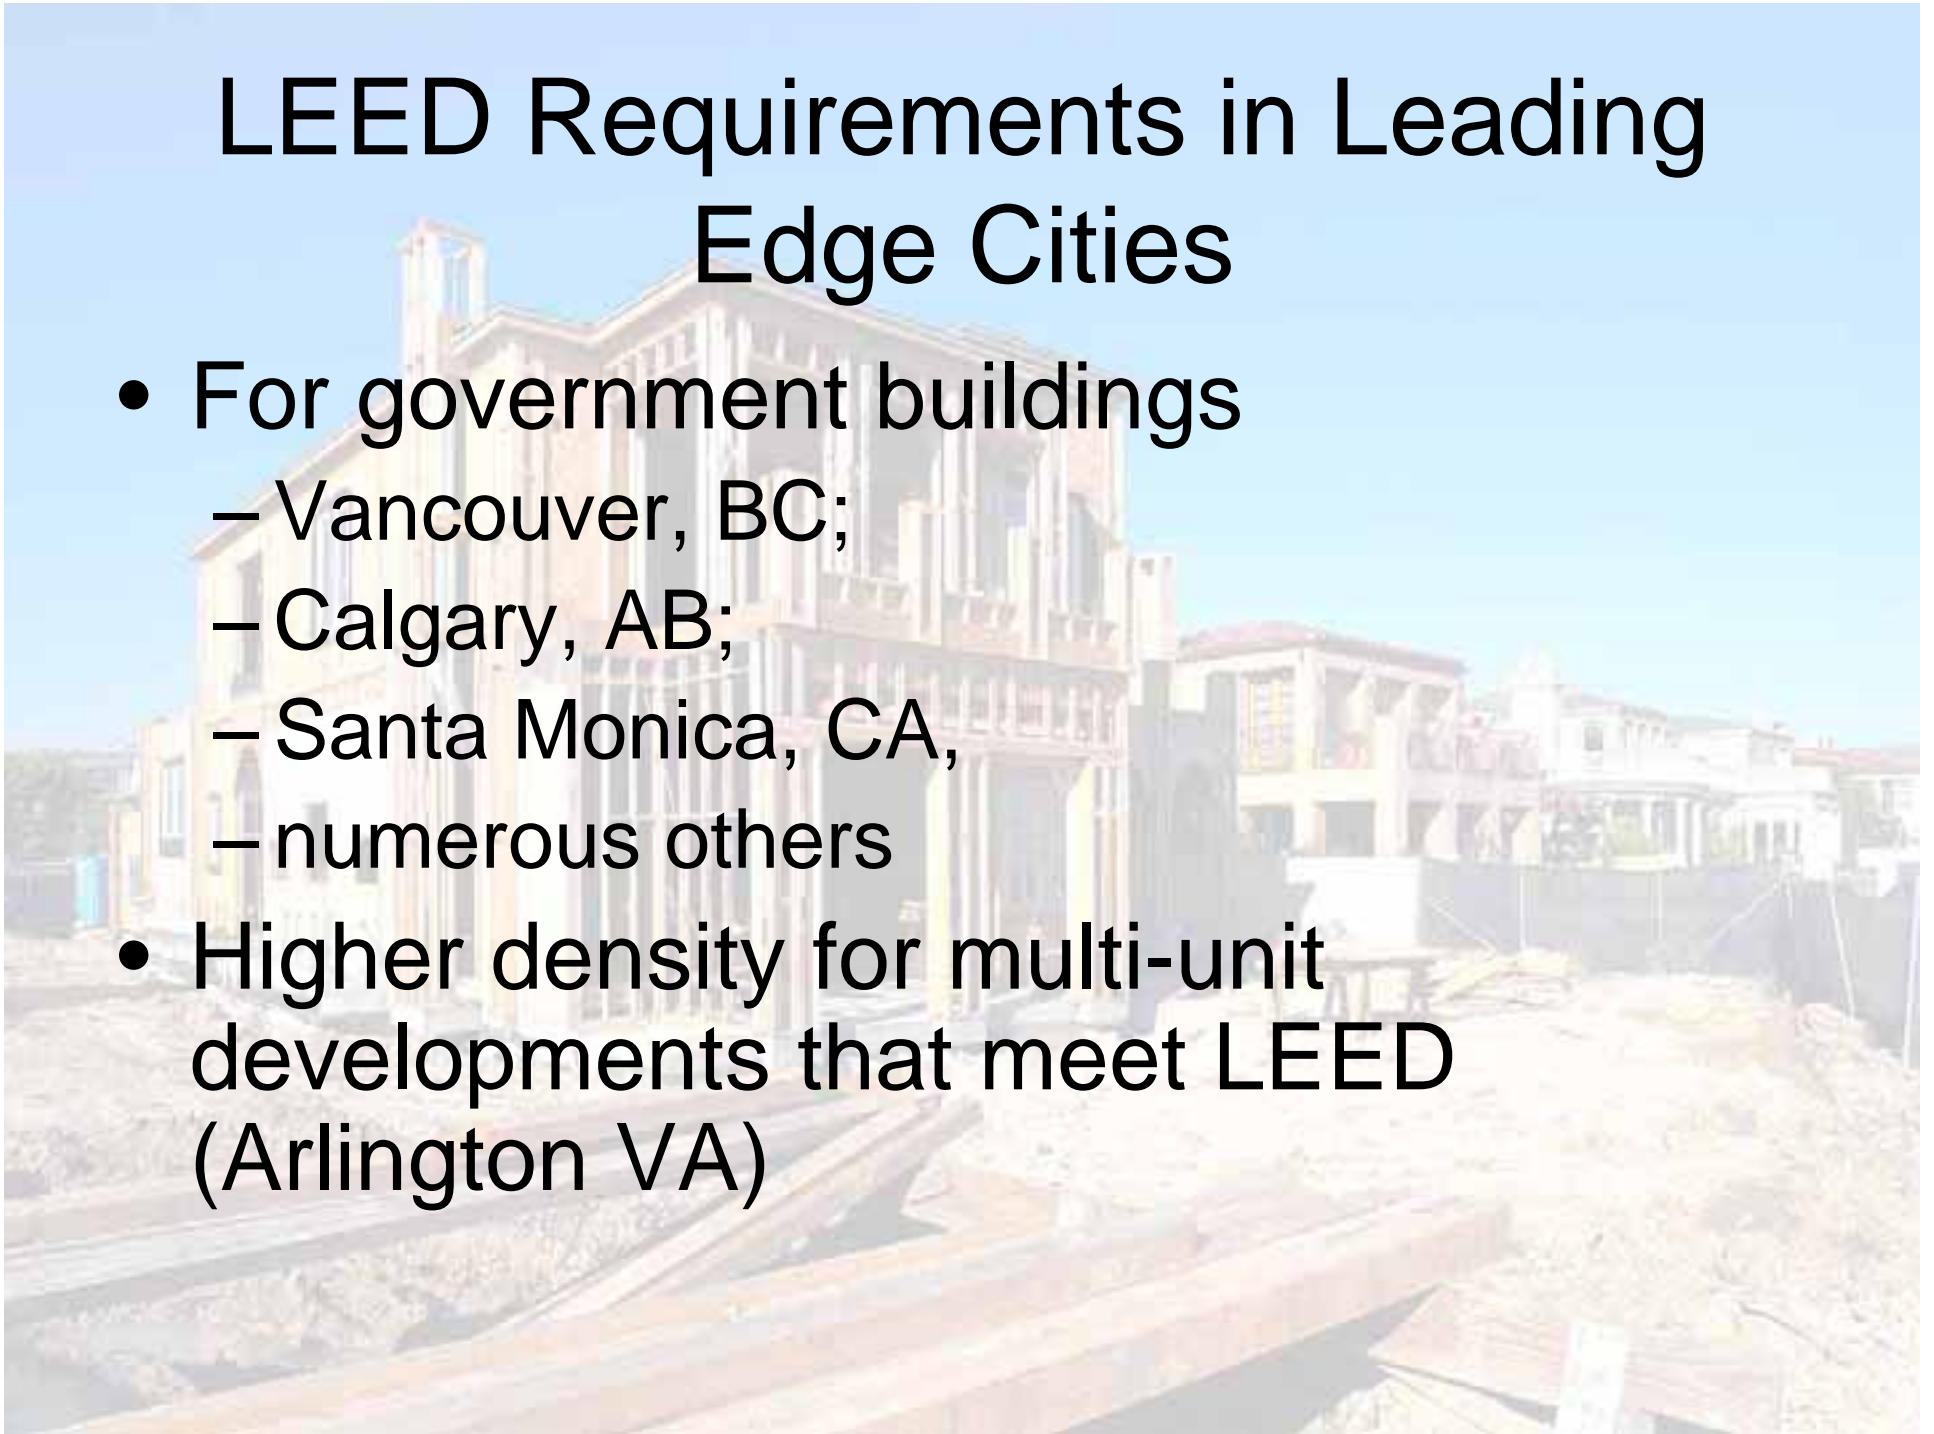 LEED Requirements in Leading
Edge Cities
• For government buildings
– Vancouver, BC;
– Calgary, AB;
– Santa Monica, CA,
– numerous others
• Higher density for multi-unit
developments that meet LEED
(Arlington VA)